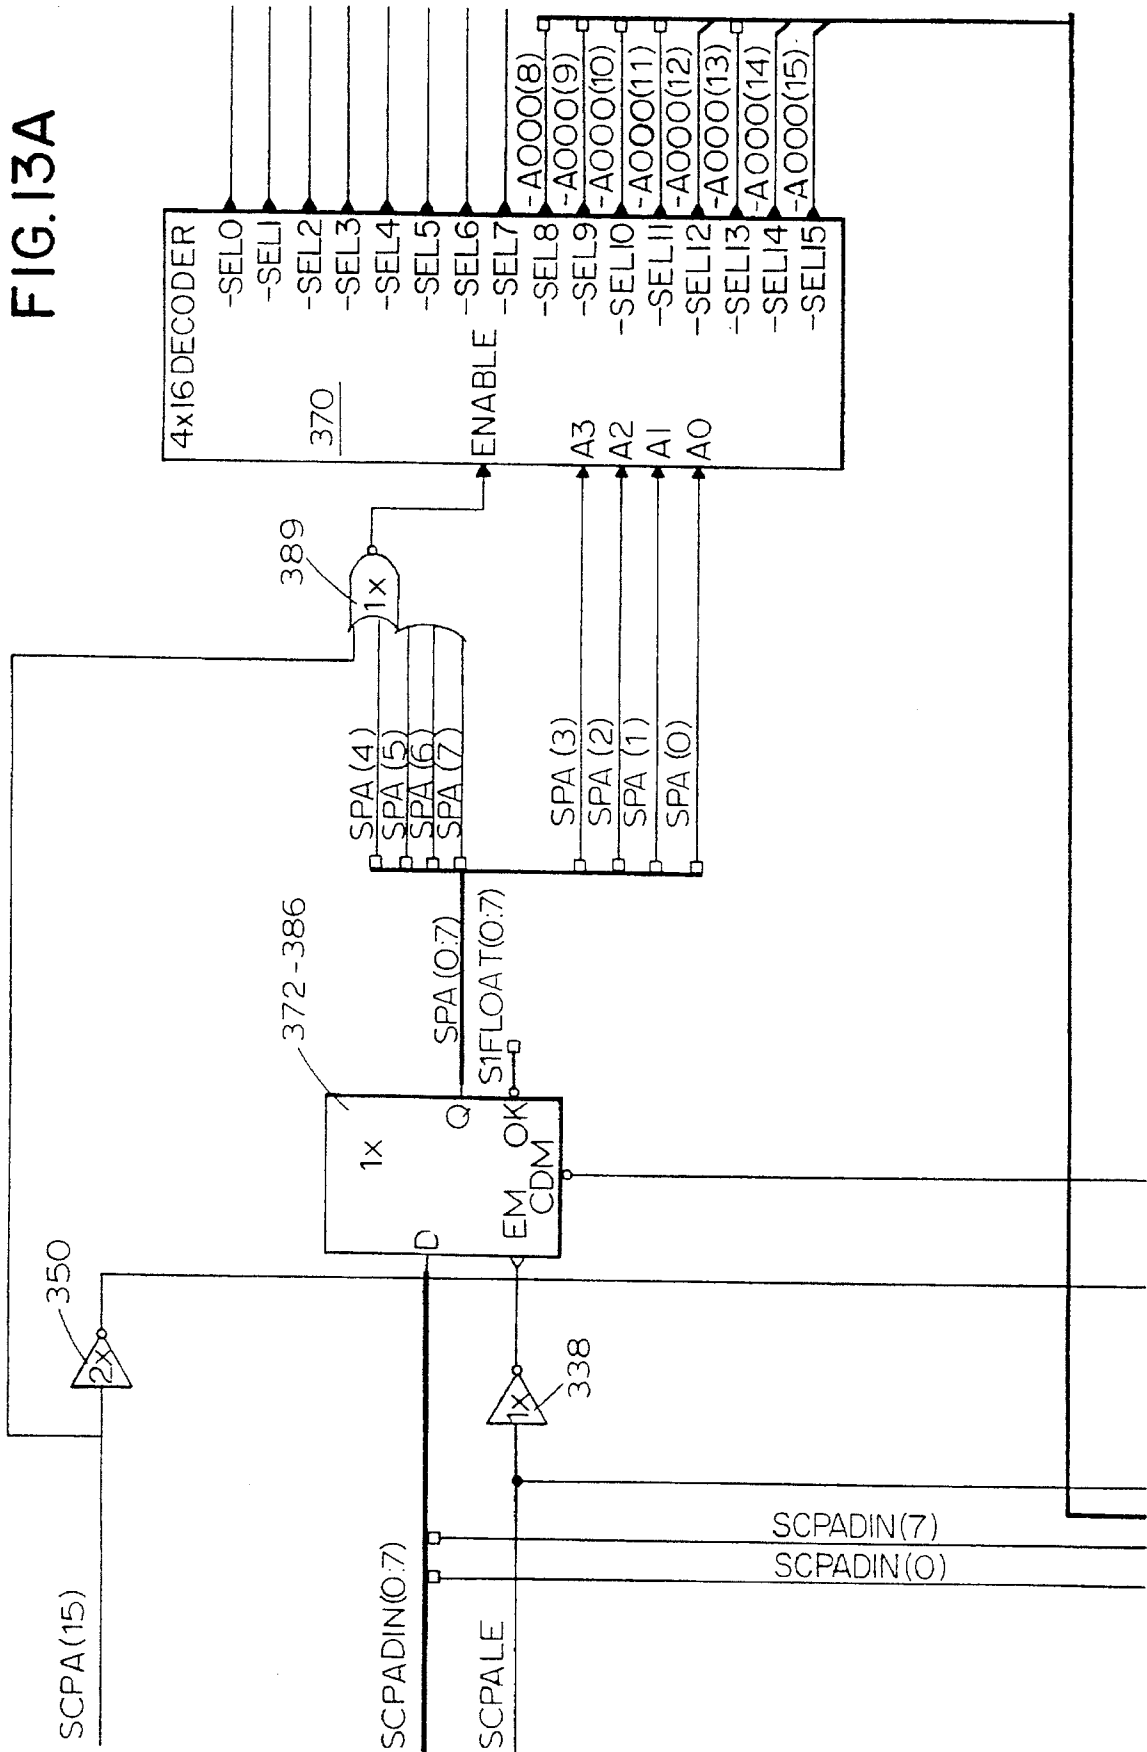 FIG.13A
SCPA(15)
350
2x
SCPADIN(0:7)
SCPALE
1x
338
SCPADIN(7)
SCPADIN(0)
372-386
1x
D
Q
EM
OK
CDM
SPA(0:7)
S1FLOAT(0:7)
SPA(4)
SPA(5)
SPA(6)
SPA(7)
SPA(3)
SPA(2)
SPA(1)
SPA(0)
389
1x
4x16DECODER
370
ENABLE
A3
A2
A1
A0
-SEL0
-SEL1
-SEL2
-SEL3
-SEL4
-SEL5
-SEL6
-SEL7
-SEL8
-SEL9
-SEL10
-SEL11
-SEL12
-SEL13
-SEL14
-SEL15
-A000(8)
-A000(9)
-A000(10)
-A000(11)
-A000(12)
-A000(13)
-A000(14)
-A000(15)